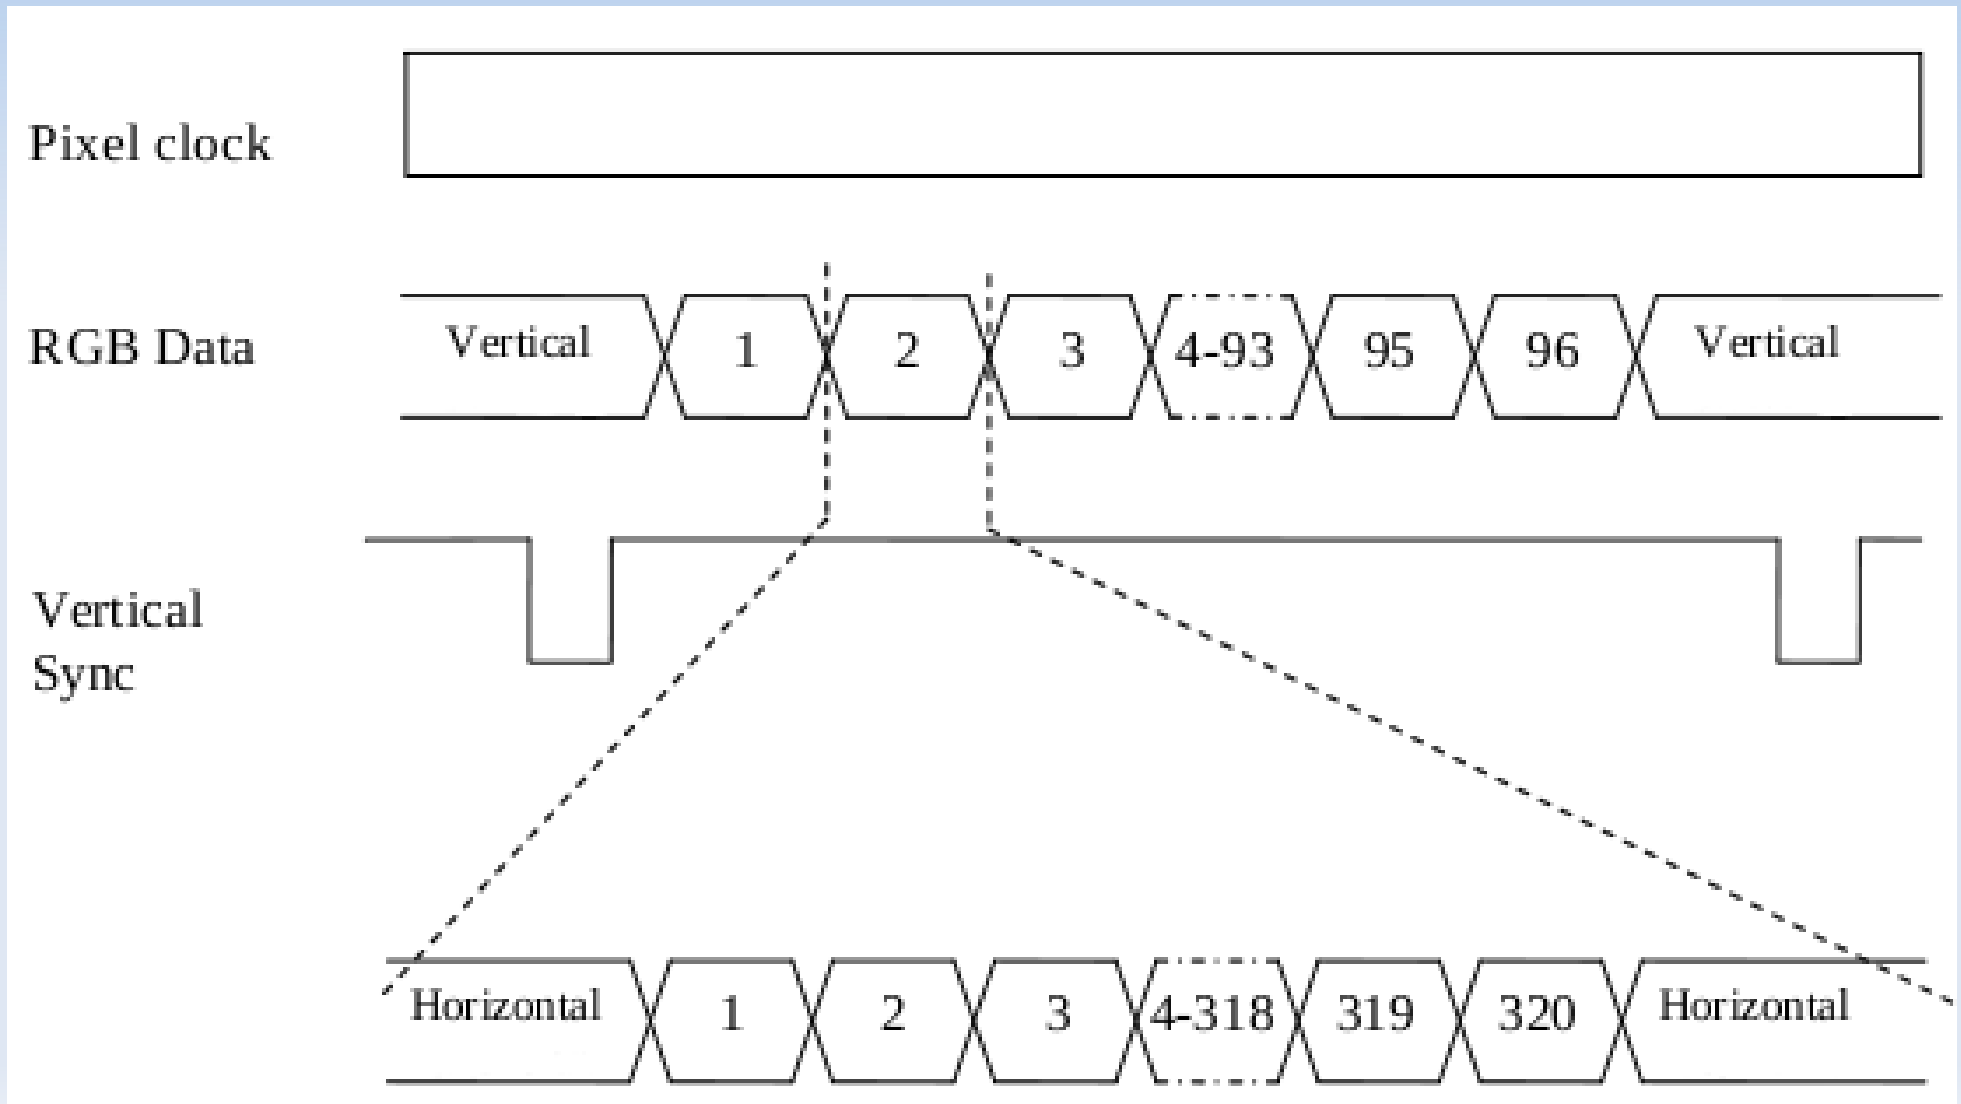 Pixel clock
RGB Data
Vertical
1
2
3
4-93
95
96
Vertical
Vertical
Sync
Horizontal
1
2
3
4-318
319
320
Horizontal